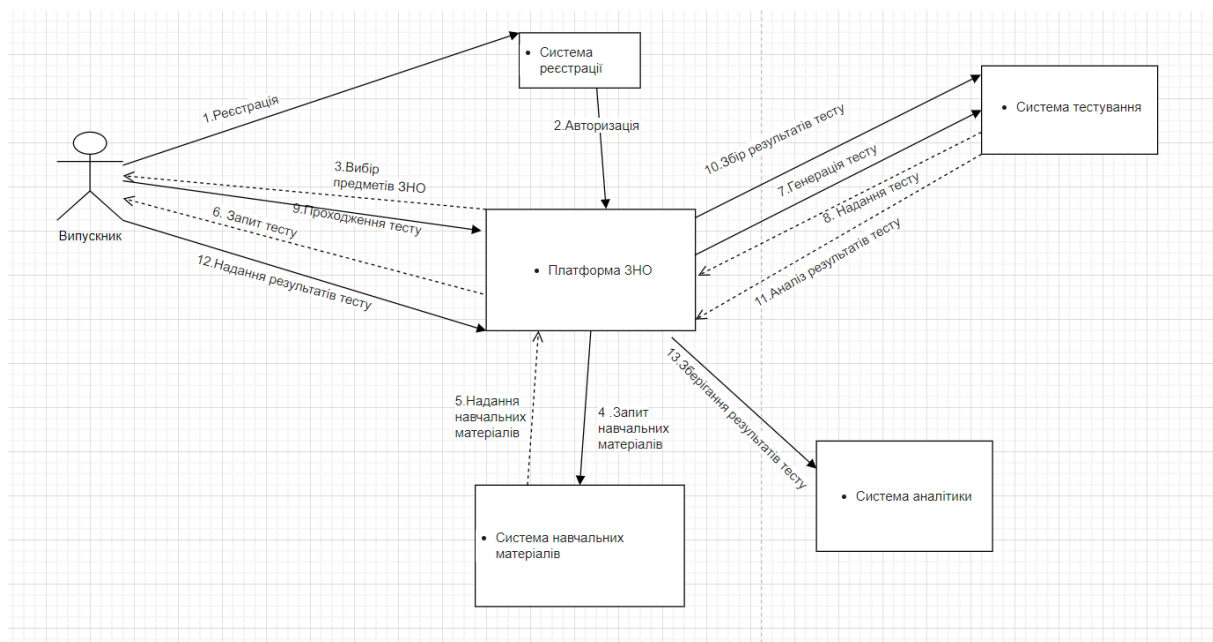 • Система
реєстрації
1.Реєстрація
2.Авторизація
• Система тестування
10.Збір результатів тесту
7.Генерація тесту
8. Надання тесту
11.Аналіз результатів тесту
3.Вибір
предметів ЗНО
9.Проходження тесту
6. Запит тесту
Випускник
12.Надання результатів тесту
• Платформа ЗНО
5.Надання
навчальних
матеріалів
4 .Запит
навчальних
матеріалів
13.Зберігання результатів тесту
• Система аналітики
• Система навчальних
матеріалів